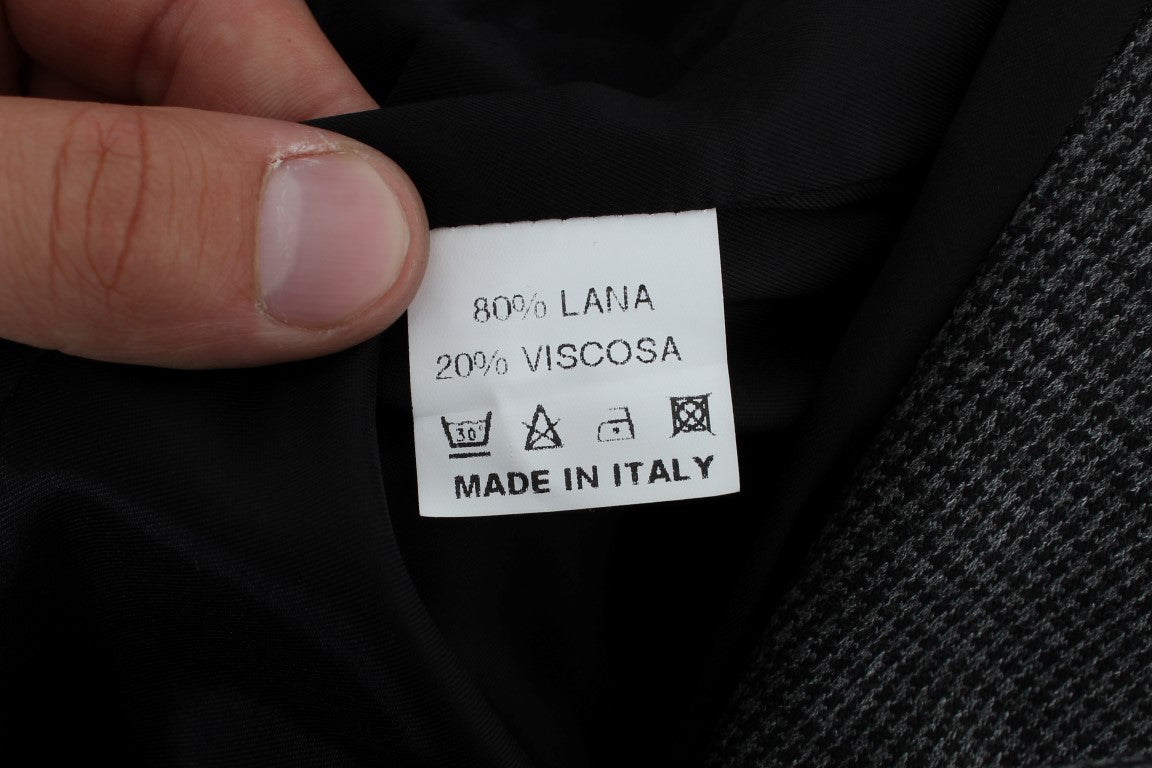 80% LANA
20% VISCOSA
30°
MADE IN ITALY